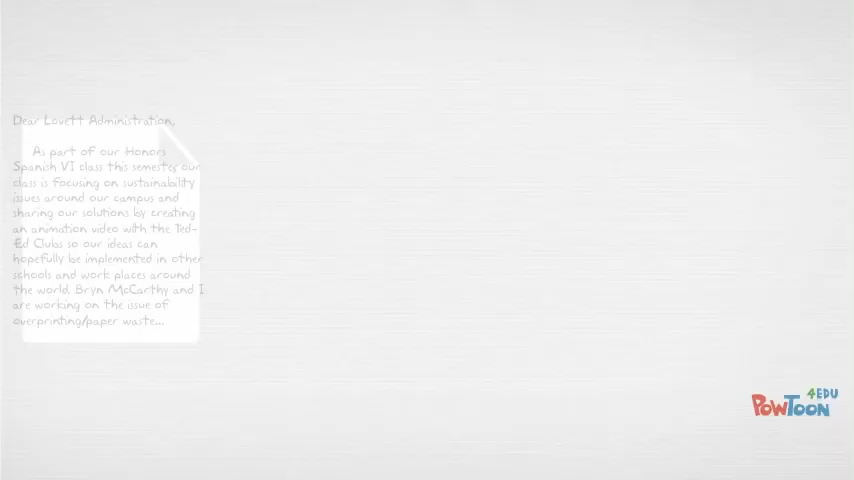 Dear Lovett Administration,
As part of our Honors
Spanish VI class this semester our
class is focusing on sustainability
issues around our campus and
sharing our solutions by creating
an animation video with the Ted-
Ed Clubs so our ideas can
hopefully be implemented in other
schools and work places around
the world. Bryn McCarthy and I
are working on the issue of
overprinting/paper waste...
4EDU
POWTOON